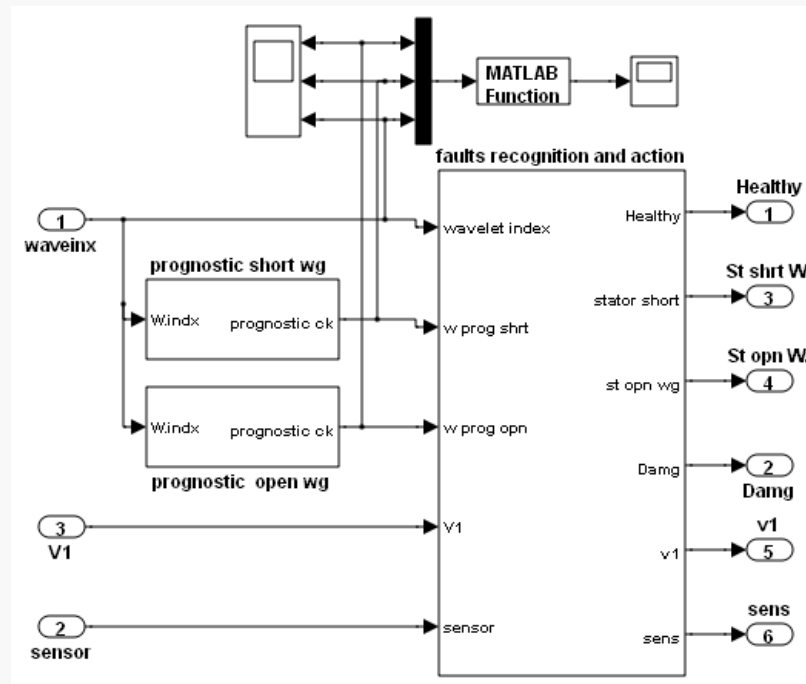 MATLAB
Function
faults recognition and action
1
waveinx
prognostic short wg
W.indx
prognostic ck
W.indx
prognostic ck
prognostic open wg
3
V1
2
sensor
wavelet index
w prog shrt
w prog opn
V1
sensor
Healthy
stator short
st opn wg
Damg
v1
sens
Healthy
1
St shrt W
3
St opn W.
4
2
Damg
v1
5
sens
6